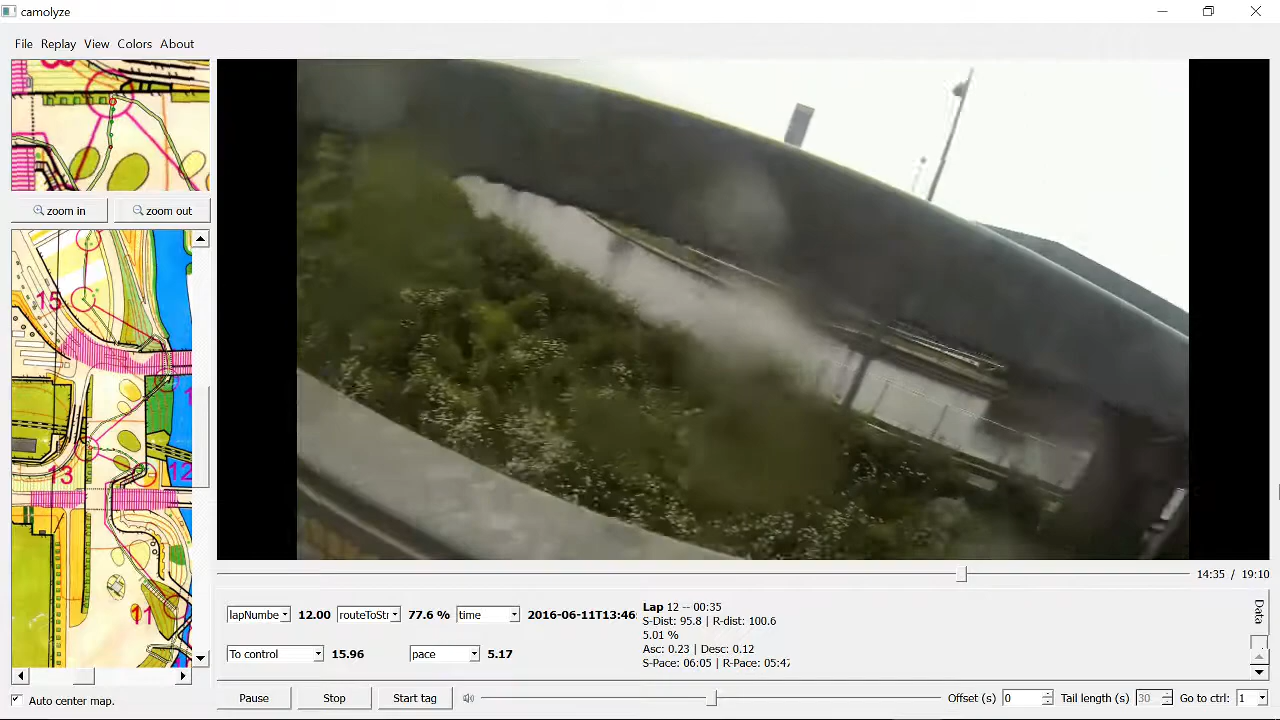 camolyze
File Replay View Colors About
zoom in zoom out
15
13
12
11
14:35 / 19:10
lapNumbe 12.00 routeToStr 77.6 % time 2016-06-11T13:46
To control 15.96 pace 5.17
Lap 12 -- 00:35
S-Dist: 95.8 | R-dist: 100.6
5.01 %
Asc: 0.23 | Desc: 0.12
S-Pace: 06:05 | R-Pace: 05:47
Data
Auto center map.
Pause Stop Start tag Offset (s) 0 Tail length (s) 30 Go to ctrl: 1